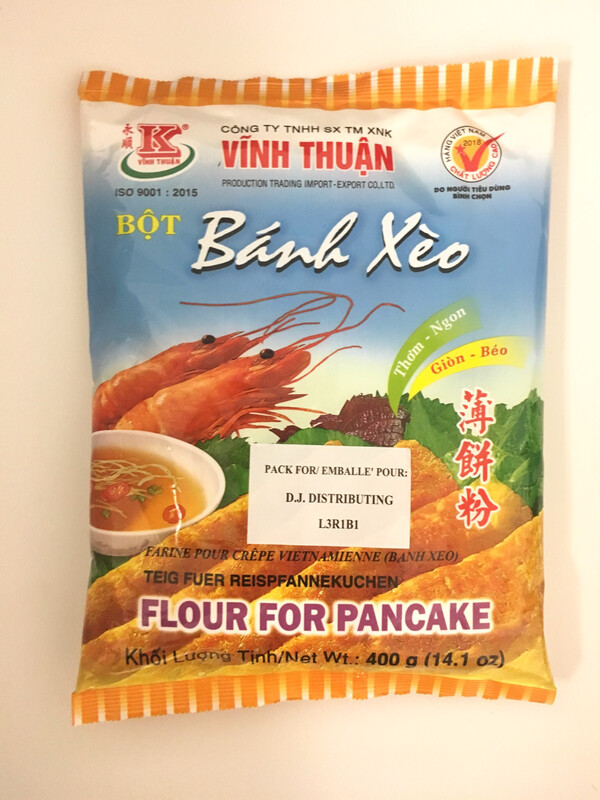 永順
K
VĨNH THUẬN
ISO 9001 : 2015
CÔNG TY TNHH SX TM XNK
VĨNH THUẬN
PRODUCTION TRADING IMPORT-EXPORT CO,LTD.
HÀNG VIỆT NAM
2018
CHẤT LƯỢNG CAO
DO NGƯỜI TIÊU DÙNG
BÌNH CHỌN
BỘT
Bánh Xèo
Thơm - Ngon
Giòn - Béo
薄餅粉
PACK FOR/ EMBALLE' POUR:
D.J. DISTRIBUTING
L3R1B1
FARINE POUR CRÊPE VIETNAMIENNE (BANH XEO)
TEIG FUER REISPFANNEKUCHEN
FLOUR FOR PANCAKE
Khối Lượng Tịnh/Net Wt.: 400 g (14.1 oz)